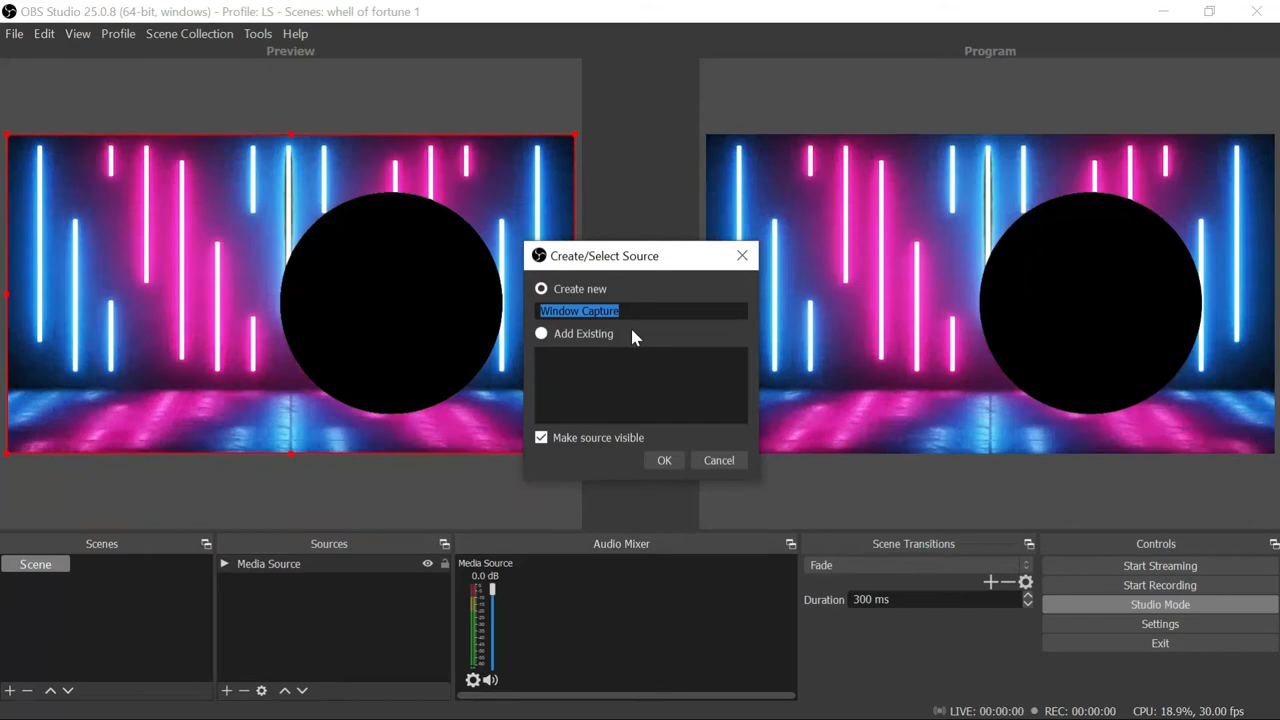 OBS Studio 25.0.8 (64-bit, windows) - Profile: LS - Scenes: whell of fortune 1
File Edit View Profile Scene Collection Tools Help
Preview
Program
Create/Select Source
Create new
Window Capture
Add Existing
Make source visible
OK
Cancel
Scenes
Sources
Audio Mixer
Scene Transitions
Controls
Scene
Media Source
Media Source
0.0 dB
Fade
Duration 300 ms
Start Streaming
Start Recording
Studio Mode
Settings
Exit
LIVE: 00:00:00 REC: 00:00:00 CPU: 18.9%, 30.00 fps